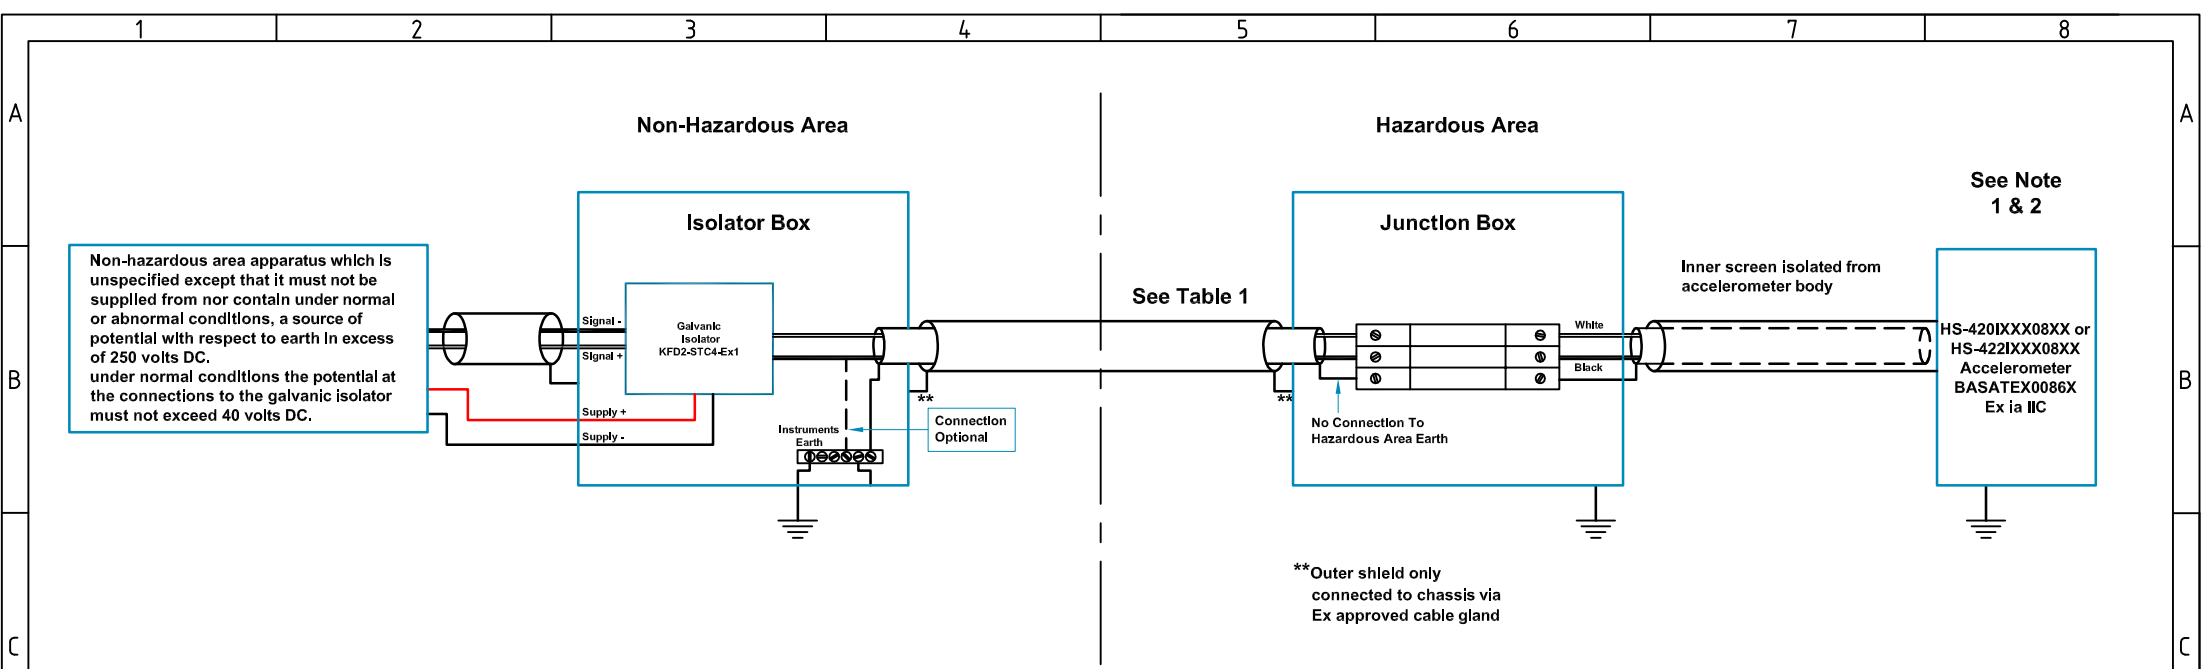 1 2 3 4 5 6 7 8
A A
Non-Hazardous Area
Hazardous Area
See Note
1 & 2
Isolator Box
Junction Box
Non-hazardous area apparatus which is
unspecified except that it must not be
supplied from nor contain under normal
or abnormal conditions, a source of
potential with respect to earth in excess
of 250 volts DC.
under normal conditions the potential at
the connections to the galvanic isolator
must not exceed 40 volts DC.
Signal -
Signal +
Galvanic
Isolator
KFD2-STC4-Ex1
Supply +
Supply -
Instruments
Earth
**
Connection
Optional
See Table 1
**
White
Black
No Connection To
Hazardous Area Earth
Inner screen isolated from
accelerometer body
HS-420IXXX08XX or
HS-422IXXX08XX
Accelerometer
BASATEX0086X
Ex ia IIC
B B
**Outer shield only
connected to chassis via
Ex approved cable gland
C C